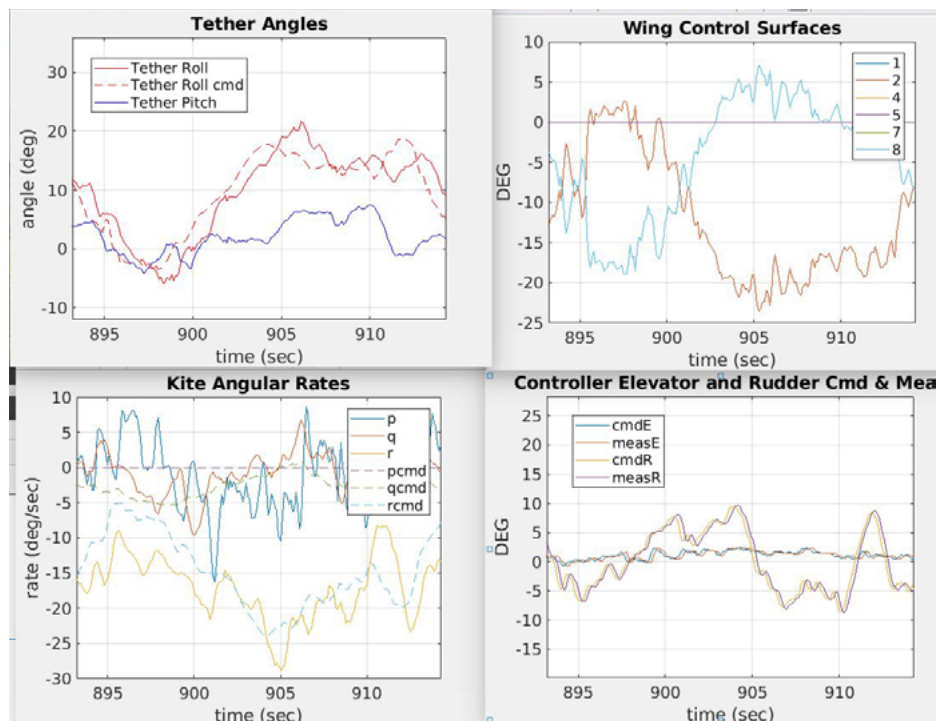 Tether Angles
Tether Roll
Tether Roll cmd
Tether Pitch
angle (deg)
30
20
10
0
-10
895
900
905
910
time (sec)
Wing Control Surfaces
1
2
4
5
7
8
DEG
10
5
0
-5
-10
-15
-20
-25
895
900
905
910
time (sec)
Kite Angular Rates
p
q
r
pcmd
qcmd
rcmd
rate (deg/sec)
10
5
0
-5
-10
-15
-20
-25
-30
895
900
905
910
time (sec)
Controller Elevator and Rudder Cmd & Mea
cmdE
measE
cmdR
measR
DEG
25
20
15
10
5
0
-5
-10
-15
895
900
905
910
time (sec)